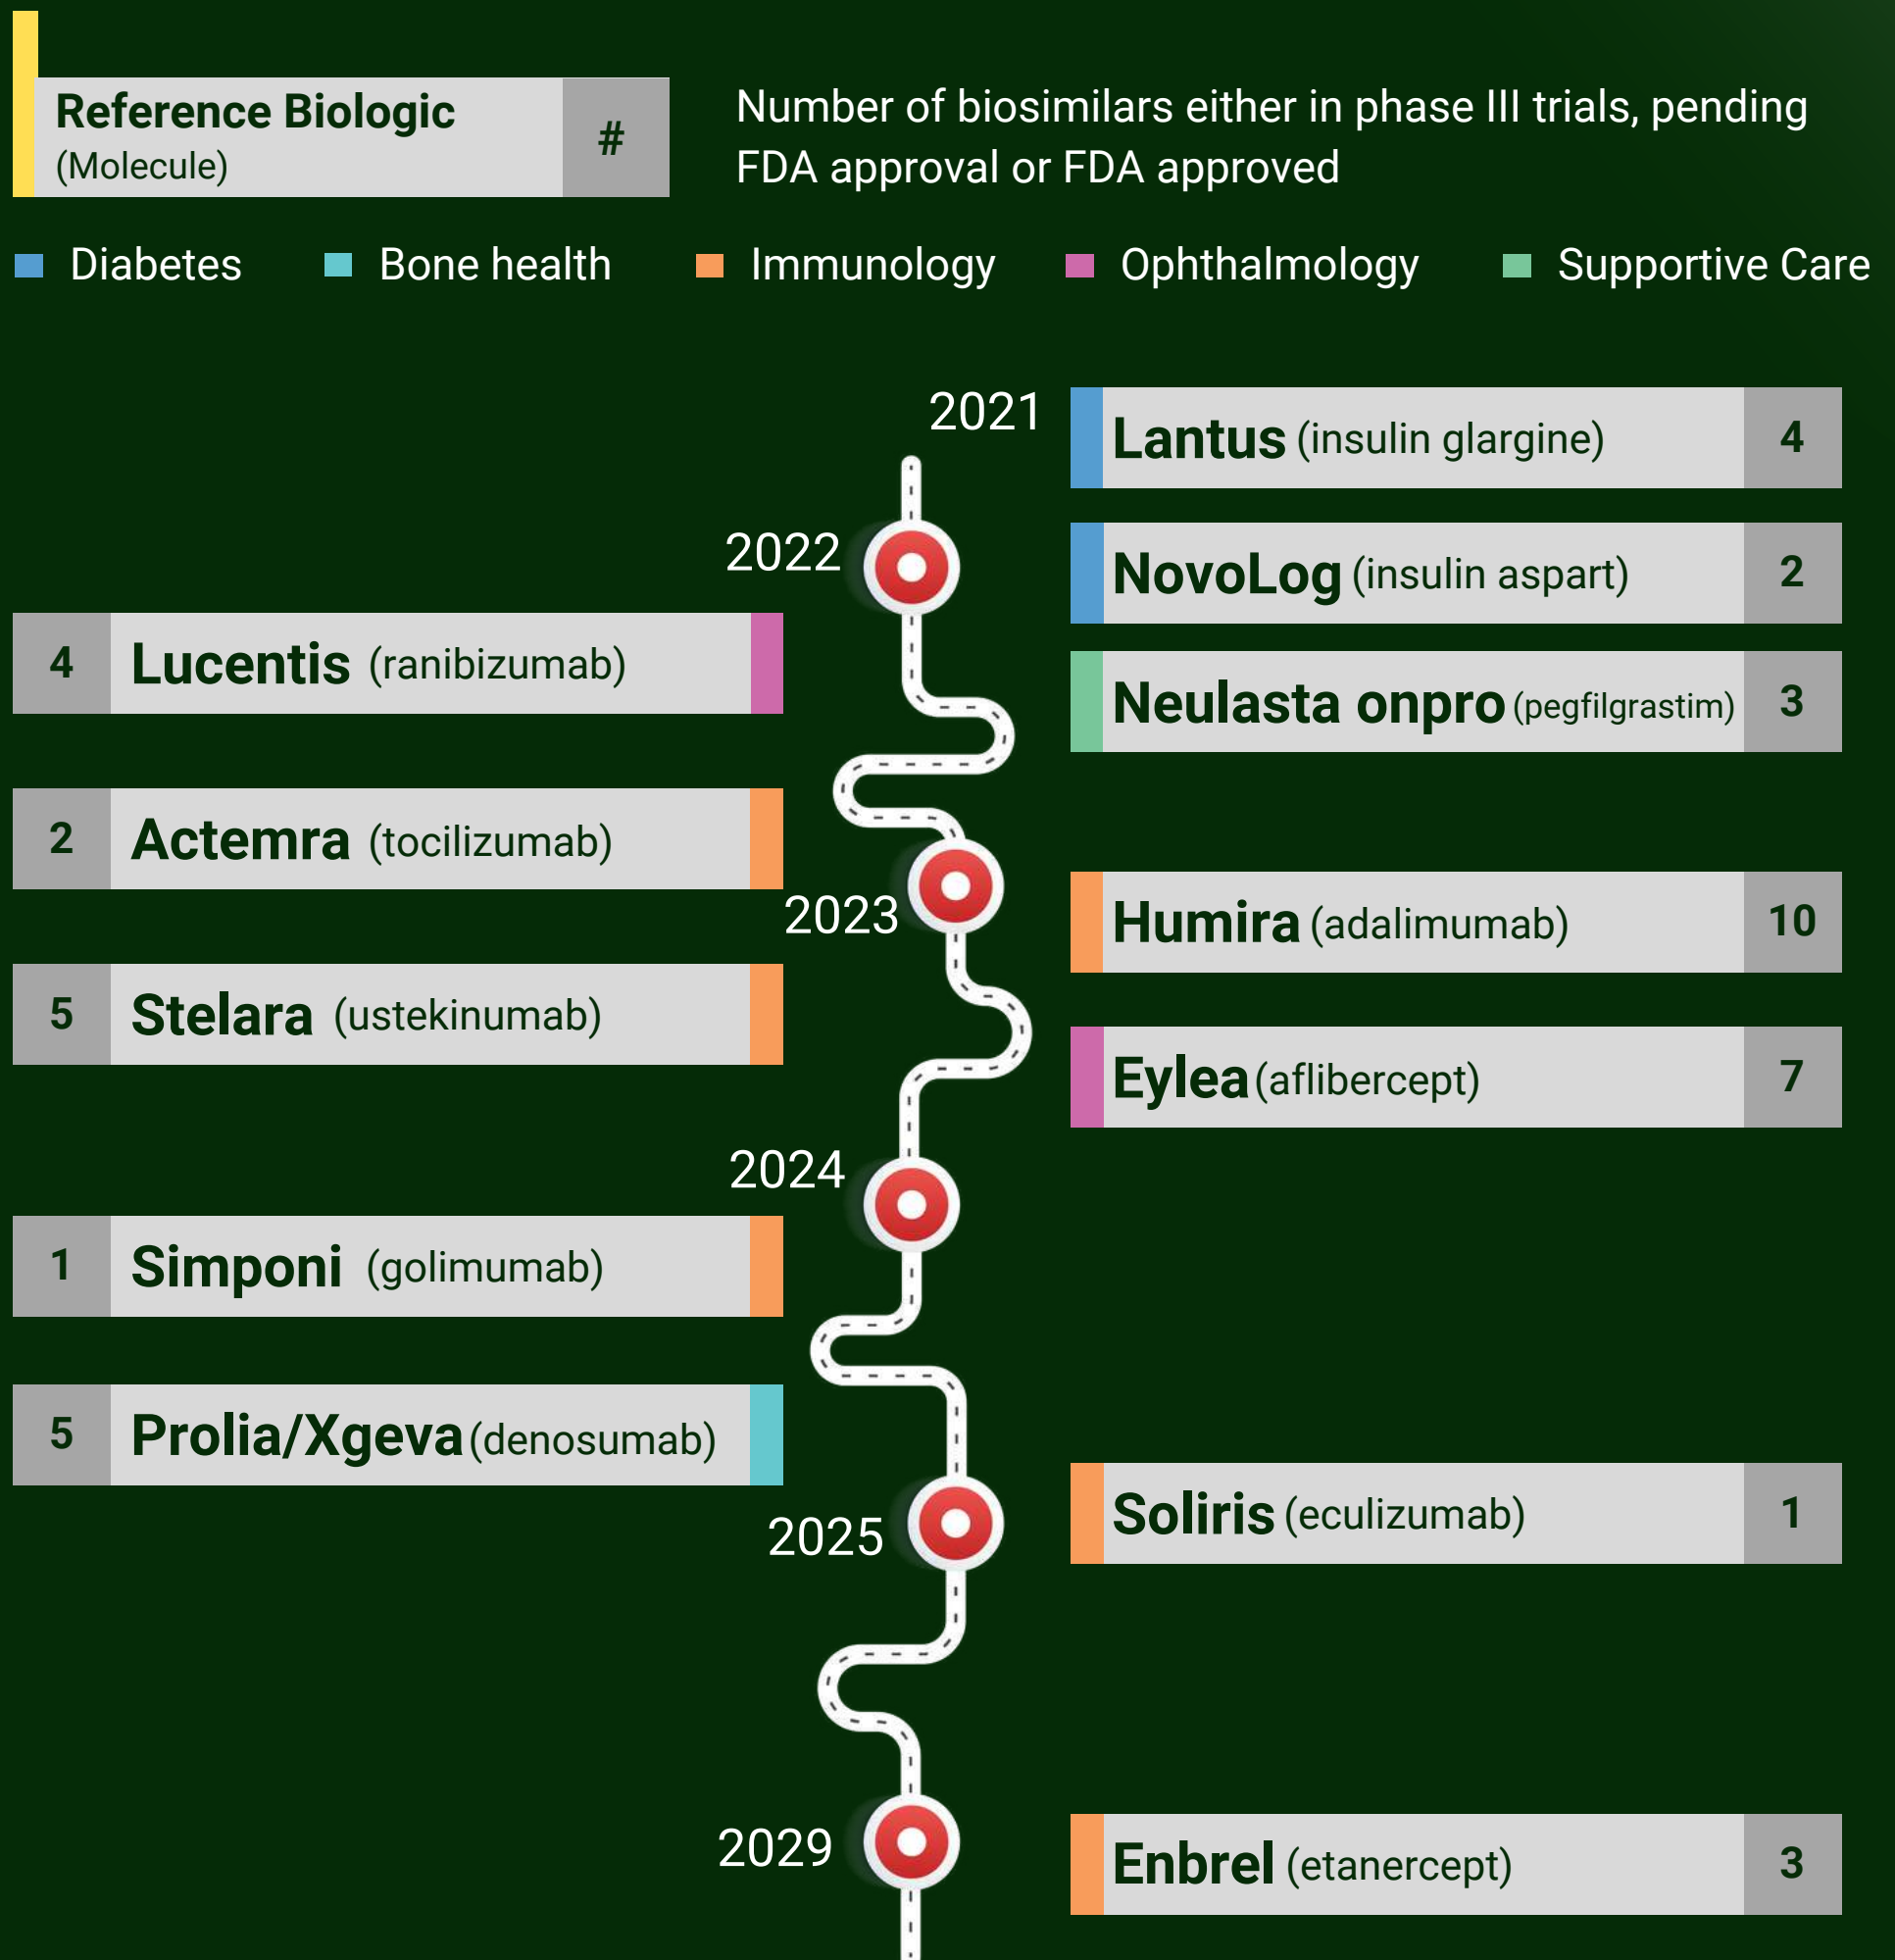 Reference Biologic
(Molecule)
#
Number of biosimilars either in phase III trials, pending
FDA approval or FDA approved
Diabetes
Bone health
Immunology
Ophthalmology
Supportive Care
2021
Lantus (insulin glargine) 4
2022
NovoLog (insulin aspart) 2
4 Lucentis (ranibizumab)
Neulasta onpro (pegfilgrastim) 3
2 Actemra (tocilizumab)
2023
Humira (adalimumab) 10
5 Stelara (ustekinumab)
Eylea (aflibercept) 7
2024
1 Simponi (golimumab)
5 Prolia/Xgeva (denosumab)
2025
Soliris (eculizumab) 1
2029
Enbrel (etanercept) 3